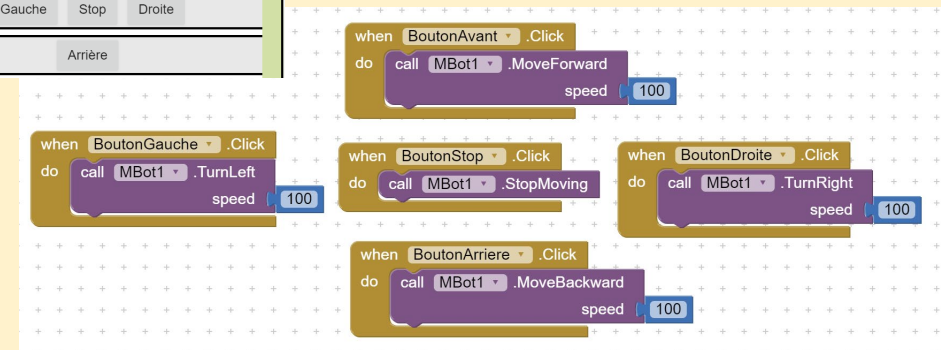 Gauche Stop Droite
Arrière
when BoutonAvant .Click
do call MBot1 .MoveForward
speed 100
when BoutonGauche .Click
do call MBot1 .TurnLeft
speed 100
when BoutonStop .Click
do call MBot1 .StopMoving
when BoutonDroite .Click
do call MBot1 .TurnRight
speed 100
when BoutonArriere .Click
do call MBot1 .MoveBackward
speed 100